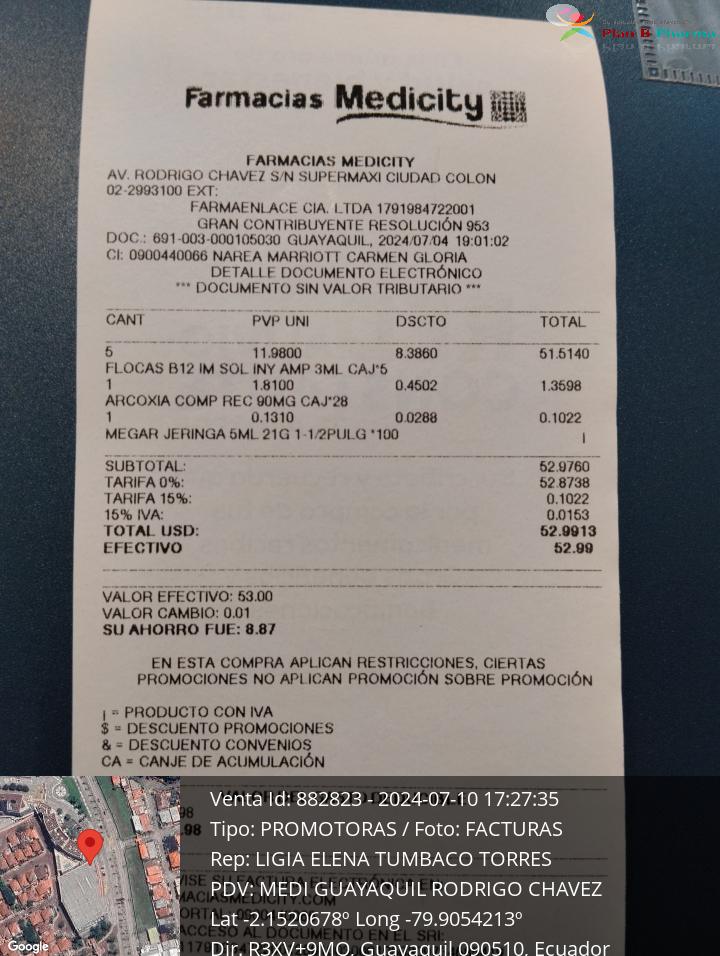 Plan B Pharma
Farmacias Medicity
FARMACIAS MEDICITY
AV. RODRIGO CHAVEZ S/N SUPERMAXI CIUDAD COLON
02-2993100 EXT:
FARMAENLACE CIA. LTDA 1791984722001
GRAN CONTRIBUYENTE RESOLUCIÓN 953
DOC.: 691-003-000105030 GUAYAQUIL, 2024/07/04 19:01:02
CI: 0900440066 NAREA MARRIOTT CARMEN GLORIA
DETALLE DOCUMENTO ELECTRÓNICO
*** DOCUMENTO SIN VALOR TRIBUTARIO ***
CANT PVP UNI DSCTO TOTAL
5 11.9800 8.3860 51.5140
FLOCAS B12 IM SOL INY AMP 3ML CAJ*5
1 1.8100 0.4502 1.3598
ARCOXIA COMP REC 90MG CAJ*28
1 0.1310 0.0288 0.1022
MEGAR JERINGA 5ML 21G 1-1/2PULG *100 |
SUBTOTAL: 52.9760
TARIFA 0%: 52.8738
TARIFA 15%: 0.1022
15% IVA: 0.0153
TOTAL USD: 52.9913
EFECTIVO 52.99
VALOR EFECTIVO: 53.00
VALOR CAMBIO: 0.01
SU AHORRO FUE: 8.87
EN ESTA COMPRA APLICAN RESTRICCIONES, CIERTAS
PROMOCIONES NO APLICAN PROMOCIÓN SOBRE PROMOCIÓN
| = PRODUCTO CON IVA
$ = DESCUENTO PROMOCIONES
& = DESCUENTO CONVENIOS
CA = CANJE DE ACUMULACIÓN
Venta Id: 882823 - 2024-07-10 17:27:35
Tipo: PROMOTORAS / Foto: FACTURAS
Rep: LIGIA ELENA TUMBACO TORRES
PDV: MEDI GUAYAQUIL RODRIGO CHAVEZ
Lat -2.1520678º Long -79.9054213º
Dir. R3XV+9MQ, Guayaquil 090510, Ecuador
Google